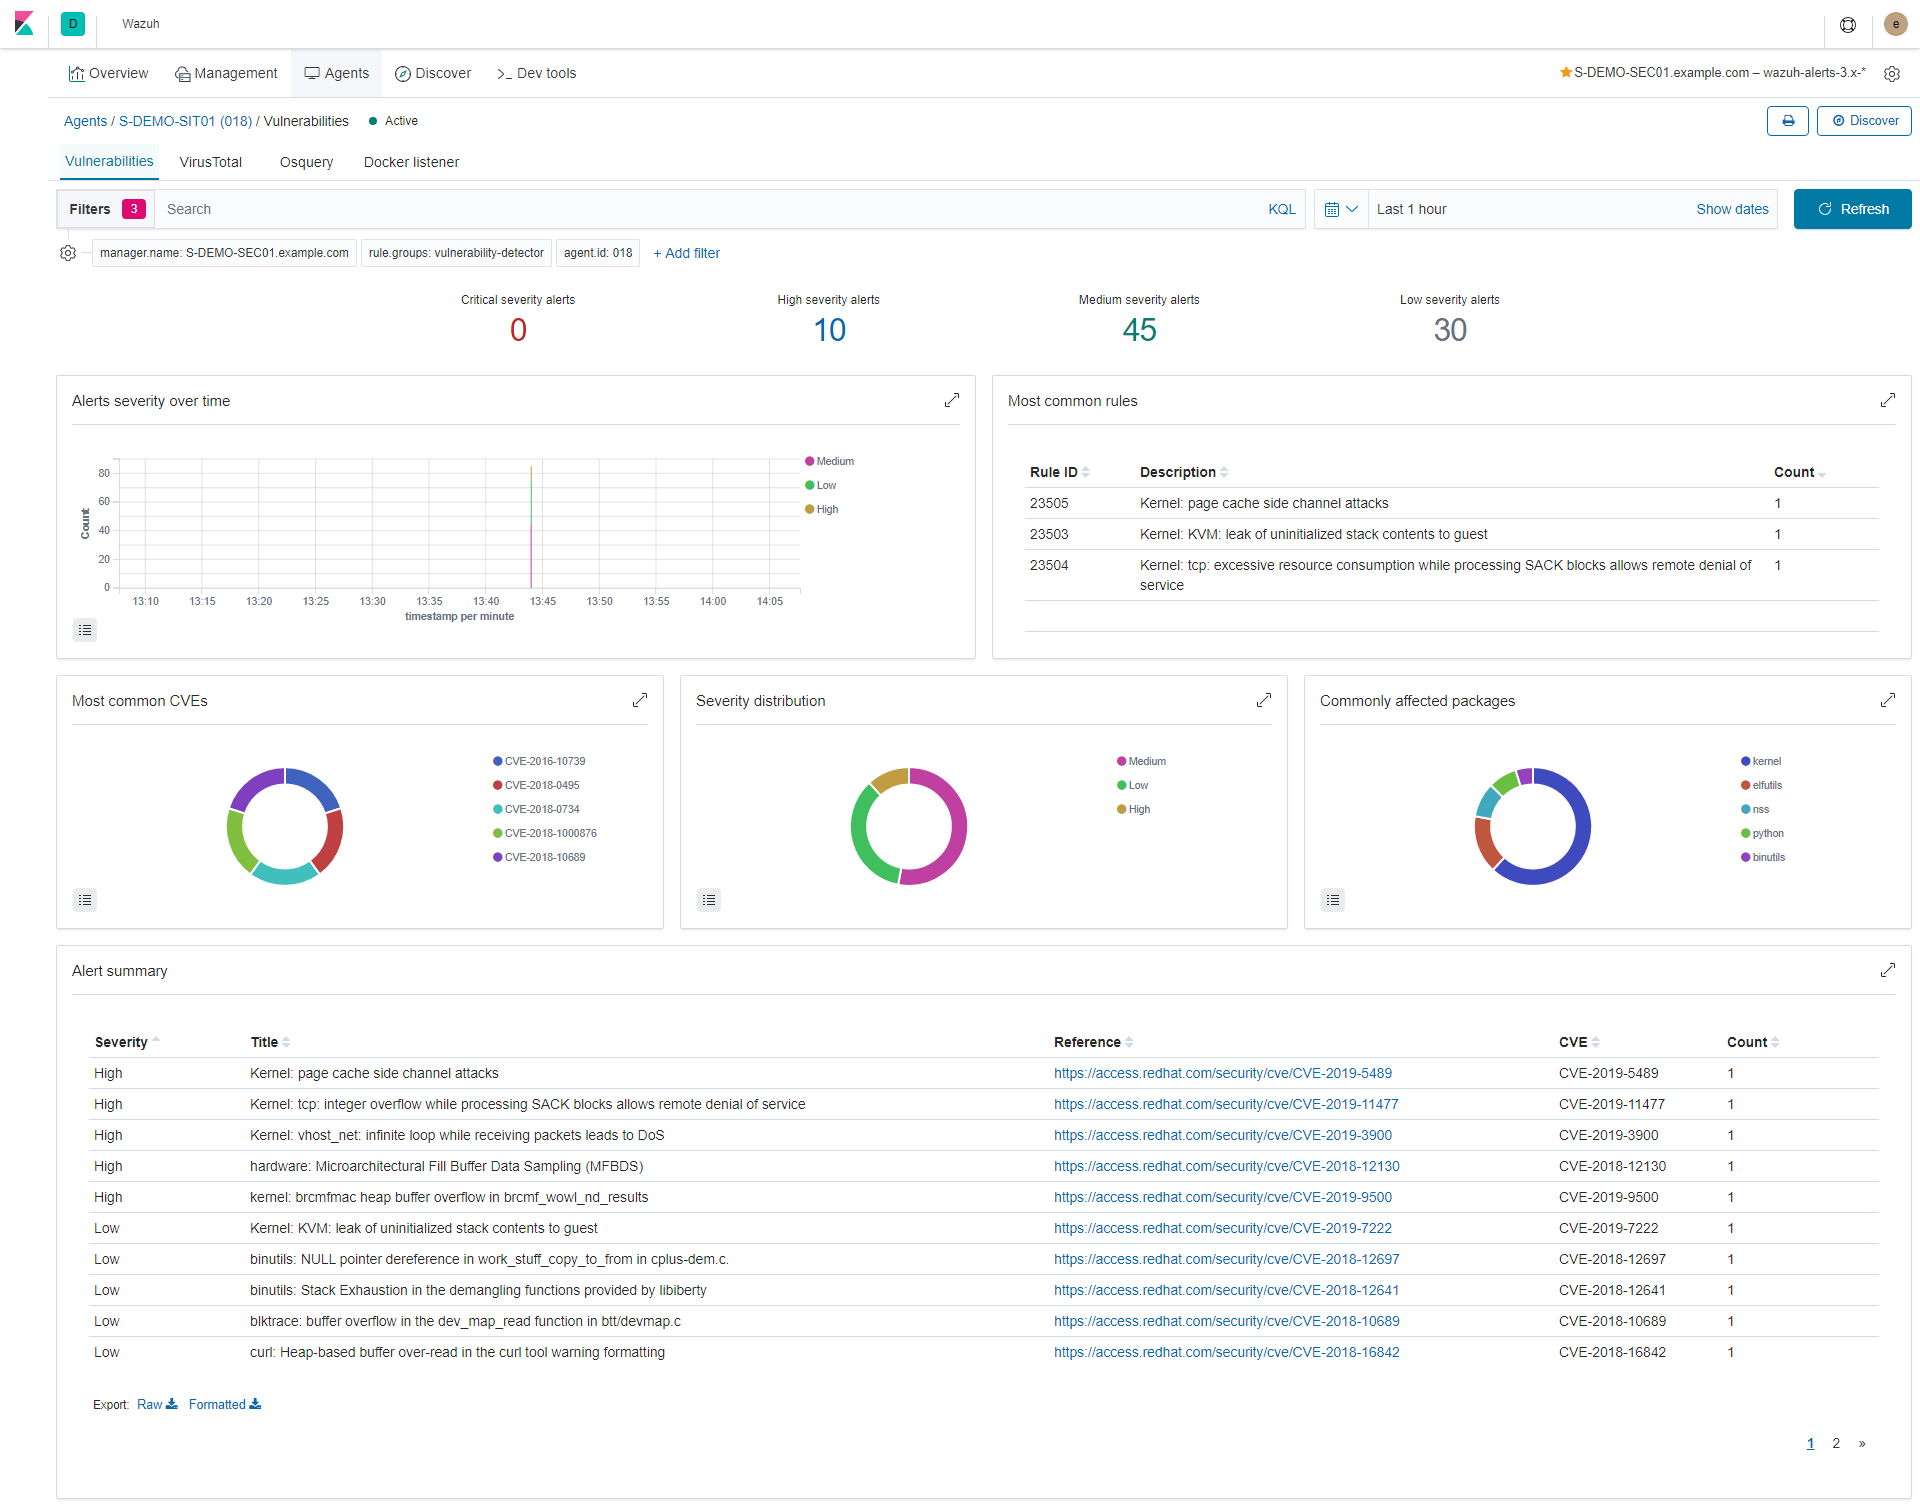 D Wazuh e
Overview Management Agents Discover Dev tools S-DEMO-SEC01.example.com – wazuh-alerts-3.x-*
Agents / S-DEMO-SIT01 (018) / Vulnerabilities Active Discover
Vulnerabilities VirusTotal Osquery Docker listener
Filters 3 Search KQL Last 1 hour Show dates Refresh
manager.name: S-DEMO-SEC01.example.com rule.groups: vulnerability-detector agent.id: 018 + Add filter
Critical severity alerts High severity alerts Medium severity alerts Low severity alerts
0 10 45 30
Alerts severity over time
80
60
40
20
0
Count
13:10 13:15 13:20 13:25 13:30 13:35 13:40 13:45 13:50 13:55 14:00 14:05
timestamp per minute
Medium
Low
High
Most common rules
Rule ID Description Count
23505 Kernel: page cache side channel attacks 1
23503 Kernel: KVM: leak of uninitialized stack contents to guest 1
23504 Kernel: tcp: excessive resource consumption while processing SACK blocks allows remote denial of 1
service
Most common CVEs
CVE-2016-10739
CVE-2018-0495
CVE-2018-0734
CVE-2018-1000876
CVE-2018-10689
Severity distribution
Medium
Low
High
Commonly affected packages
kernel
elfutils
nss
python
binutils
Alert summary
Severity Title Reference CVE Count
High Kernel: page cache side channel attacks https://access.redhat.com/security/cve/CVE-2019-5489 CVE-2019-5489 1
High Kernel: tcp: integer overflow while processing SACK blocks allows remote denial of service https://access.redhat.com/security/cve/CVE-2019-11477 CVE-2019-11477 1
High Kernel: vhost_net: infinite loop while receiving packets leads to DoS https://access.redhat.com/security/cve/CVE-2019-3900 CVE-2019-3900 1
High hardware: Microarchitectural Fill Buffer Data Sampling (MFBDS) https://access.redhat.com/security/cve/CVE-2018-12130 CVE-2018-12130 1
High kernel: brcmfmac heap buffer overflow in brcmf_wowl_nd_results https://access.redhat.com/security/cve/CVE-2019-9500 CVE-2019-9500 1
Low Kernel: KVM: leak of uninitialized stack contents to guest https://access.redhat.com/security/cve/CVE-2019-7222 CVE-2019-7222 1
Low binutils: NULL pointer dereference in work_stuff_copy_to_from in cplus-dem.c. https://access.redhat.com/security/cve/CVE-2018-12697 CVE-2018-12697 1
Low binutils: Stack Exhaustion in the demangling functions provided by libiberty https://access.redhat.com/security/cve/CVE-2018-12641 CVE-2018-12641 1
Low blktrace: buffer overflow in the dev_map_read function in btt/devmap.c https://access.redhat.com/security/cve/CVE-2018-10689 CVE-2018-10689 1
Low curl: Heap-based buffer over-read in the curl tool warning formatting https://access.redhat.com/security/cve/CVE-2018-16842 CVE-2018-16842 1
Export: Raw Formatted
1 2 »